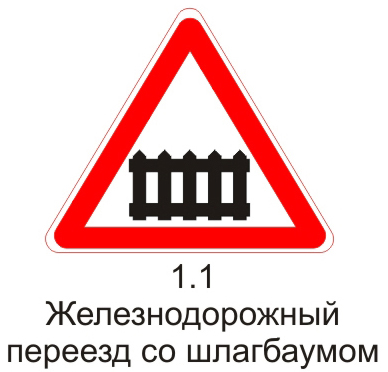 1.1
Железнодорожный
переезд со шлагбаумом